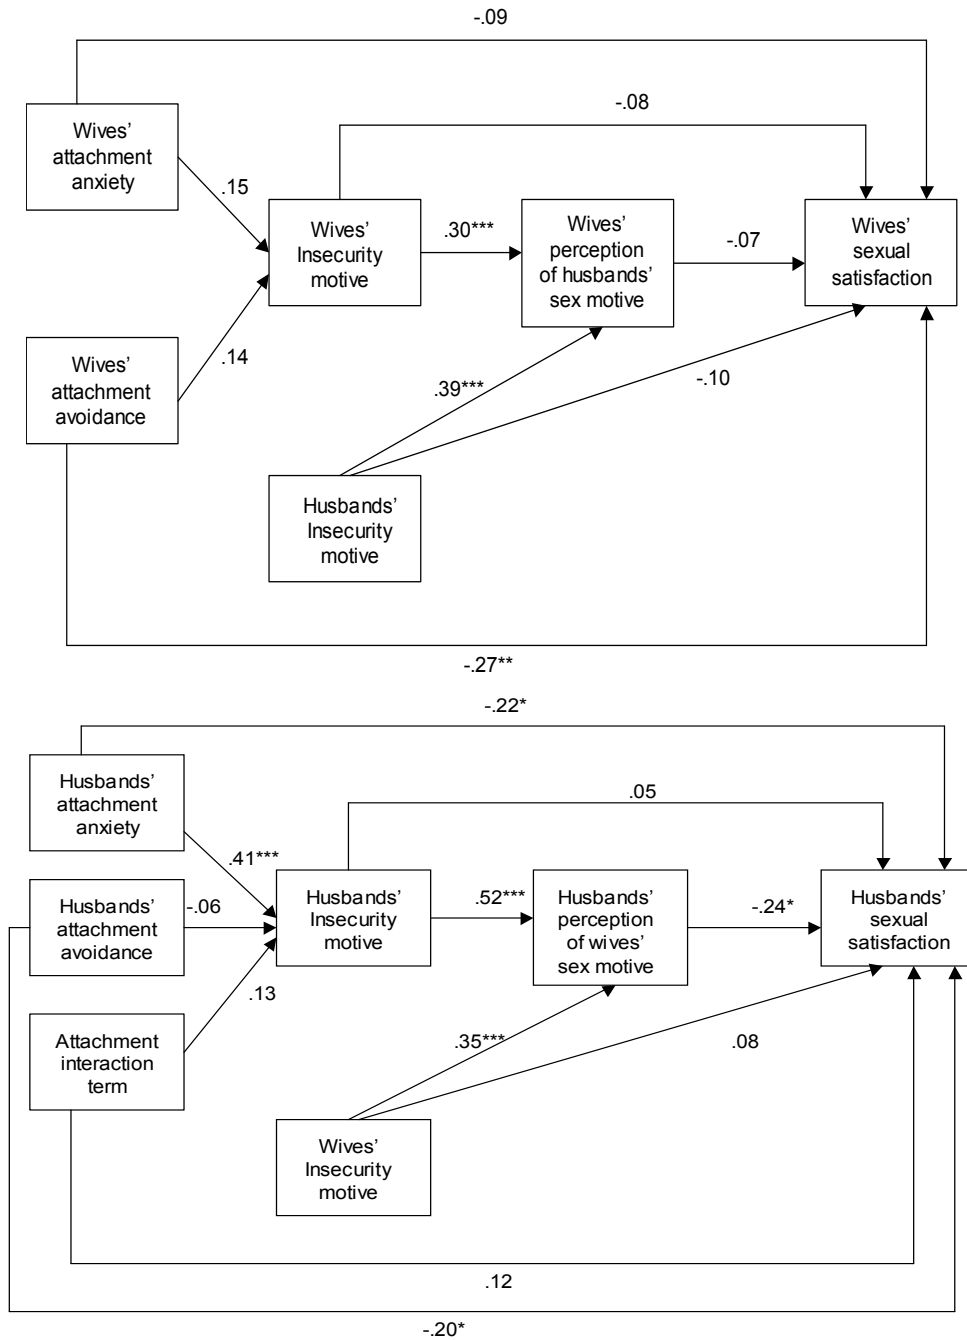 -.09
-.08
Wives’
attachment
anxiety
.15
Wives’
Insecurity
motive
.30***
Wives’
perception
of husbands’
sex motive
-.07
Wives’
sexual
satisfaction
Wives’
attachment
avoidance
.14
.39***
-.10
Husbands’
Insecurity
motive
-.27**
-.22*
Husbands’
attachment
anxiety
.05
.41***
Husbands’
attachment
avoidance
-.06
Husbands’
Insecurity
motive
.52***
Husbands’
perception
of wives’
sex motive
-.24*
Husbands’
sexual
satisfaction
.13
Attachment
interaction
term
.35***
.08
Wives’
Insecurity
motive
.12
-.20*